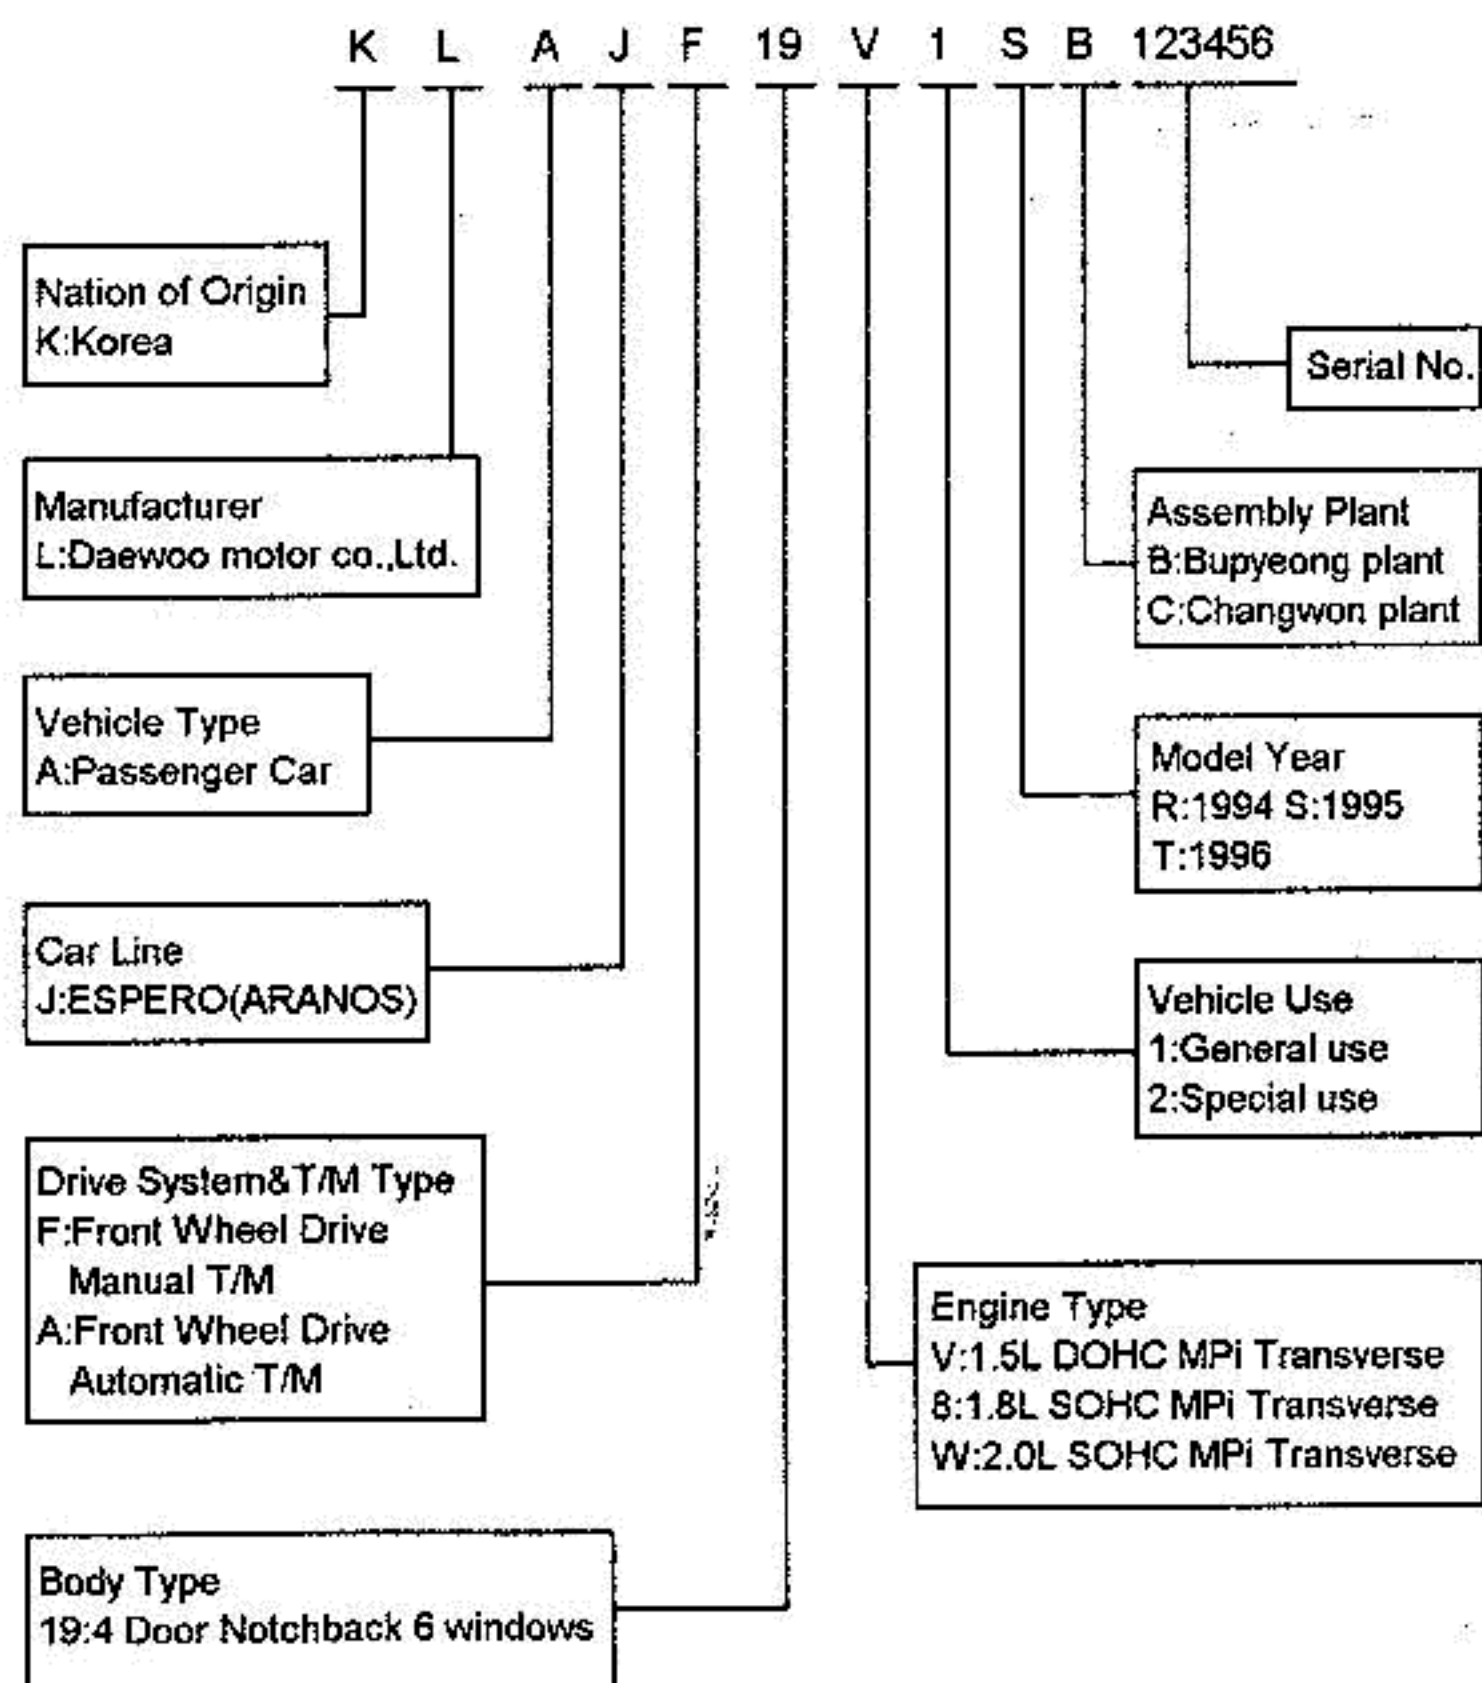 K L A J F 19 V 1 S B 123456
Nation of Origin
K:Korea
Serial No.
Manufacturer
L:Daewoo motor co.,Ltd.
Assembly Plant
B:Bupyeong plant
C:Changwon plant
Vehicle Type
A:Passenger Car
Model Year
R:1994 S:1995
T:1996
Car Line
J:ESPERO(ARANOS)
Vehicle Use
1:General use
2:Special use
Drive System&T/M Type
F:Front Wheel Drive
Manual T/M
A:Front Wheel Drive
Automatic T/M
Engine Type
V:1.5L DOHC MPi Transverse
8:1.8L SOHC MPi Transverse
W:2.0L SOHC MPi Transverse
Body Type
19:4 Door Notchback 6 windows